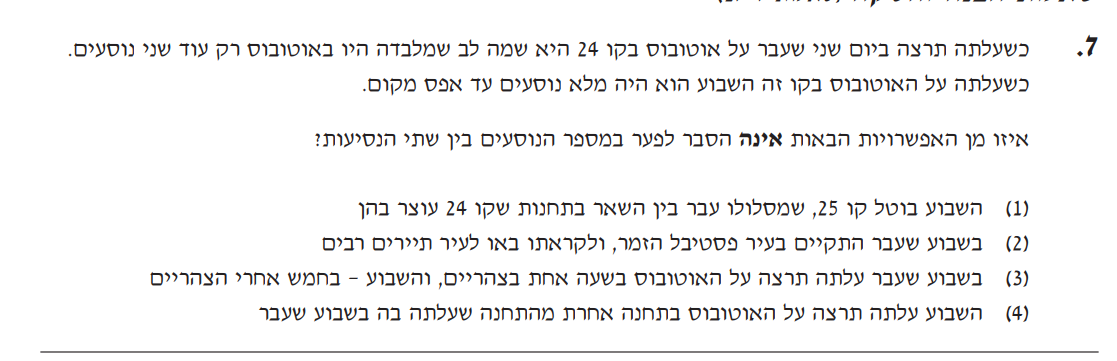 7. כשעלתה תרצה ביום שני שעבר על אוטובוס בקו 24 היא שמה לב שמלבדה היו באוטובוס רק עוד שני נוסעים.
כשעלתה על האוטובוס בקו זה השבוע הוא היה מלא נוסעים עד אפס מקום.
איזו מן האפשרויות הבאות אינה הסבר לפער במספר הנוסעים בין שתי הנסיעות?
(1) השבוע בוטל קו 25, שמסלולו עבר בין השאר בתחנות שקו 24 עוצר בהן
(2) בשבוע שעבר התקיים בעיר פסטיבל הזמר, ולקראתו באו לעיר תיירים רבים
(3) בשבוע שעבר עלתה תרצה על האוטובוס בשעה אחת בצהריים, והשבוע – בחמש אחרי הצהריים
(4) השבוע עלתה תרצה על האוטובוס בתחנה אחרת מהתחנה שעלתה בה בשבוע שעבר